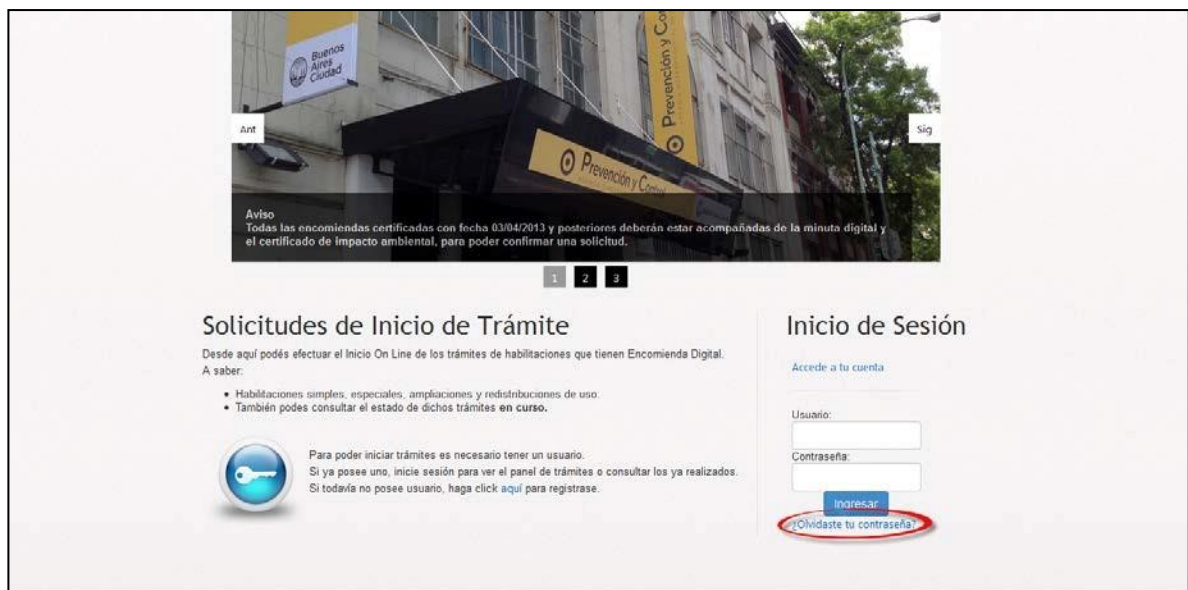 Buenos
Aires
Ciudad
Prevención y Con
Prevención y Control
Ant
Sig
Aviso
Todas las encomiendas certificadas con fecha 03/04/2013 y posteriores deberán estar acompañadas de la minuta digital y
el certificado de impacto ambiental, para poder confirmar una solicitud.
1 2 3
Solicitudes de Inicio de Trámite
Desde aquí podés efectuar el Inicio On Line de los trámites de habilitaciones que tienen Encomienda Digital.
A saber:
• Habilitaciones simples, especiales, ampliaciones y redistribuciones de uso.
• También podes consultar el estado de dichos trámites en curso.
Para poder iniciar trámites es necesario tener un usuario.
Si ya posee uno, inicie sesión para ver el panel de trámites o consultar los ya realizados.
Si todavía no posee usuario, haga click aquí para registrase.
Inicio de Sesión
Accede a tu cuenta
Usuario:
Contraseña:
Ingresar
¿Olvidaste tu contraseña?